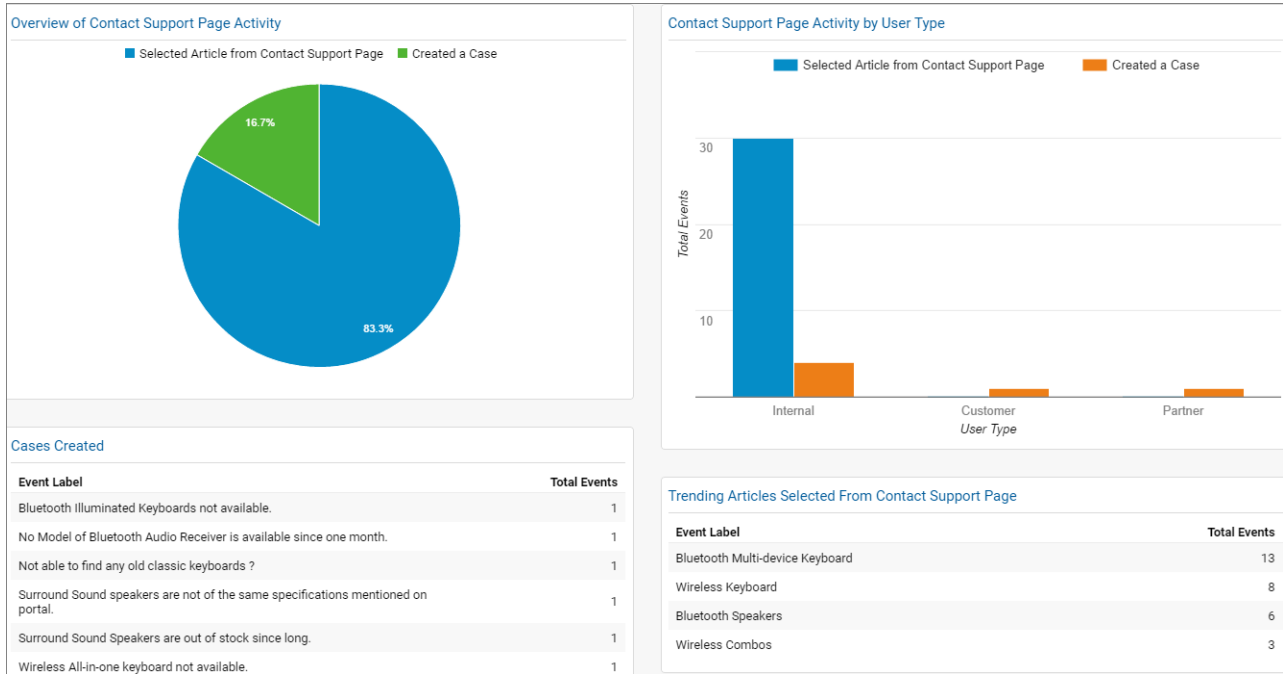 Overview of Contact Support Page Activity
Selected Article from Contact Support Page
Created a Case
16.7%
83.3%
Contact Support Page Activity by User Type
Selected Article from Contact Support Page
Created a Case
30
20
10
Total Events
Internal
Customer
Partner
User Type
Cases Created
Event Label Total Events
Bluetooth Illuminated Keyboards not available. 1
No Model of Bluetooth Audio Receiver is available since one month. 1
Not able to find any old classic keyboards ? 1
Surround Sound speakers are not of the same specifications mentioned on
portal. 1
Surround Sound Speakers are out of stock since long. 1
Wireless All-in-one keyboard not available. 1
Trending Articles Selected From Contact Support Page
Event Label Total Events
Bluetooth Multi-device Keyboard 13
Wireless Keyboard 8
Bluetooth Speakers 6
Wireless Combos 3